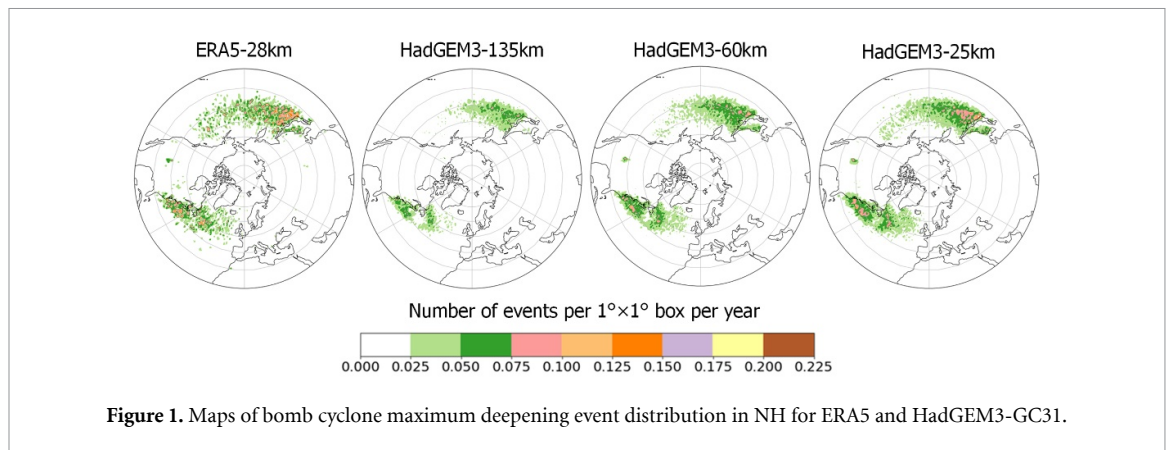 ERA5-28km HadGEM3-135km HadGEM3-60km HadGEM3-25km
Number of events per 1°×1° box per year
0.000 0.025 0.050 0.075 0.100 0.125 0.150 0.175 0.200 0.225
Figure 1. Maps of bomb cyclone maximum deepening event distribution in NH for ERA5 and HadGEM3-GC31.